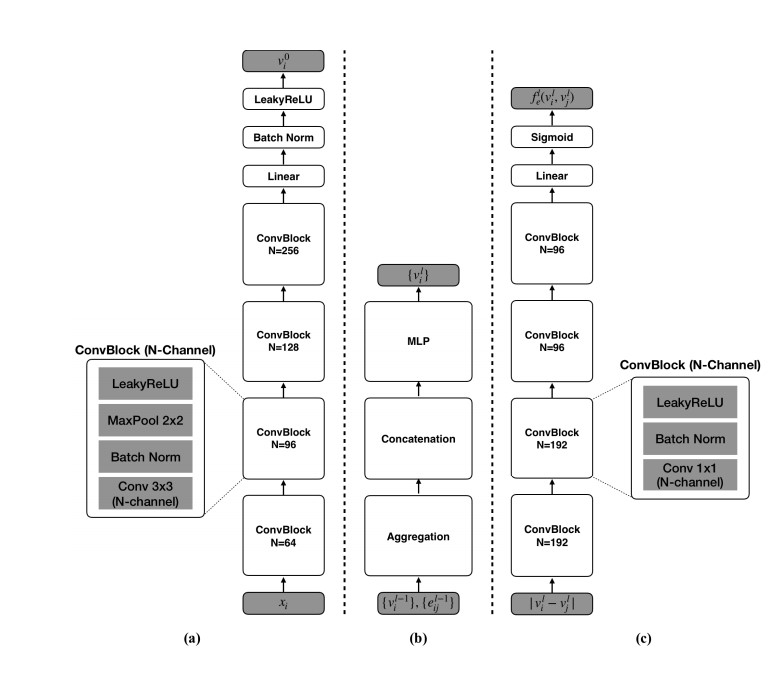 v_i^0
LeakyReLU
Batch Norm
Linear
ConvBlock
N=256
ConvBlock
N=128
ConvBlock
N=96
ConvBlock
N=64
x_i
ConvBlock (N-Channel)
LeakyReLU
MaxPool 2x2
Batch Norm
Conv 3x3
(N-channel)
(a)
{v_i^l}
MLP
Concatenation
Aggregation
{v_i^{l-1}}, {e_{ij}^{l-1}}
(b)
f_e^l(v_i^l, v_j^l)
Sigmoid
Linear
ConvBlock
N=96
ConvBlock
N=96
ConvBlock
N=192
ConvBlock
N=192
|v_i^l − v_j^l|
ConvBlock (N-Channel)
LeakyReLU
Batch Norm
Conv 1x1
(N-channel)
(c)